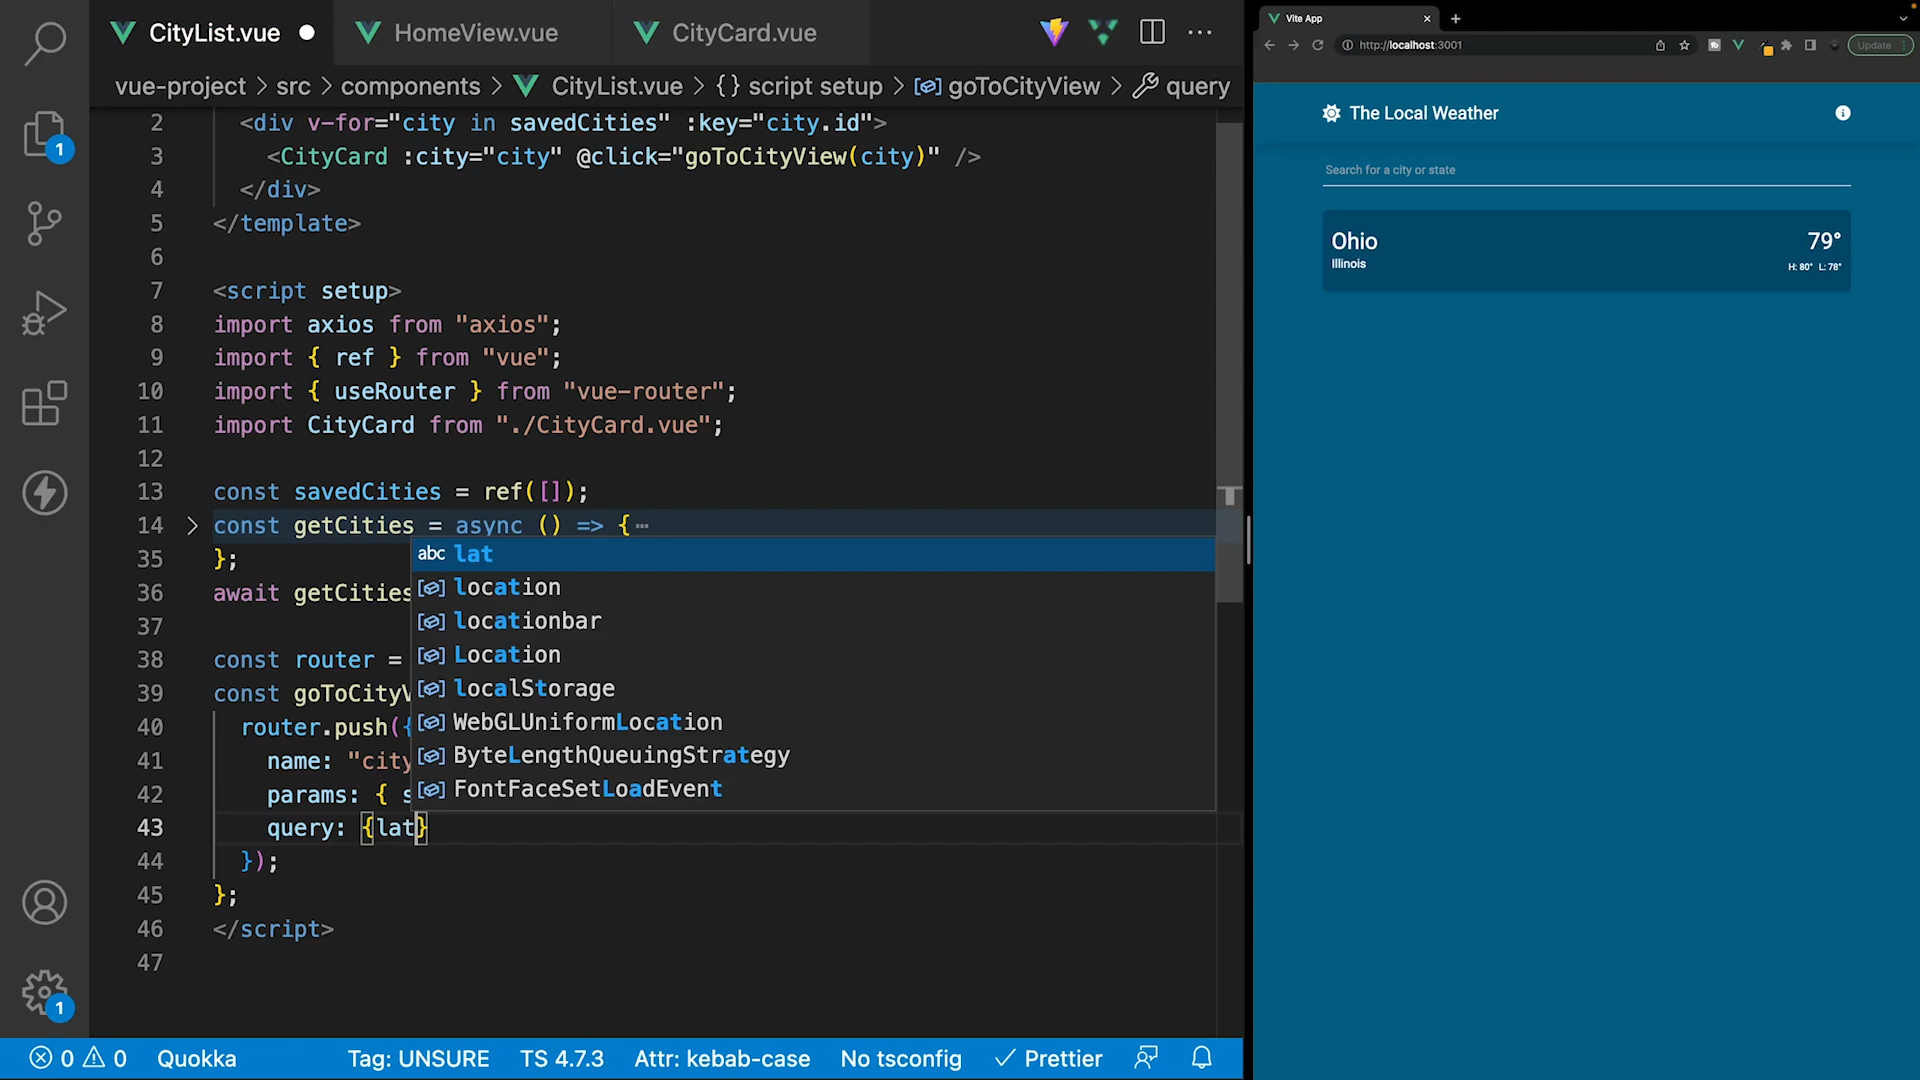 CityList.vue
HomeView.vue
CityCard.vue
vue-project > src > components > CityList.vue > {} script setup > goToCityView > query
2 <div v-for="city in savedCities" :key="city.id">
3 <CityCard :city="city" @click="goToCityView(city)" />
4 </div>
5 </template>
6
7 <script setup>
8 import axios from "axios";
9 import { ref } from "vue";
10 import { useRouter } from "vue-router";
11 import CityCard from "./CityCard.vue";
12
13 const savedCities = ref([]);
14 const getCities = async () => {…
35 };
36 await getCities
37
38 const router =
39 const goToCityV
40 router.push({
41 name: "city
42 params: { s
43 query: {lat}
44 });
45 };
46 </script>
47
abc lat
location
locationbar
Location
localStorage
WebGLUniformLocation
ByteLengthQueuingStrategy
FontFaceSetLoadEvent
1
1
0 0 Quokka Tag: UNSURE TS 4.7.3 Attr: kebab-case No tsconfig Prettier
Vite App
http://localhost:3001
Update
The Local Weather
Search for a city or state
Ohio
79°
Illinois
H: 80° L: 78°